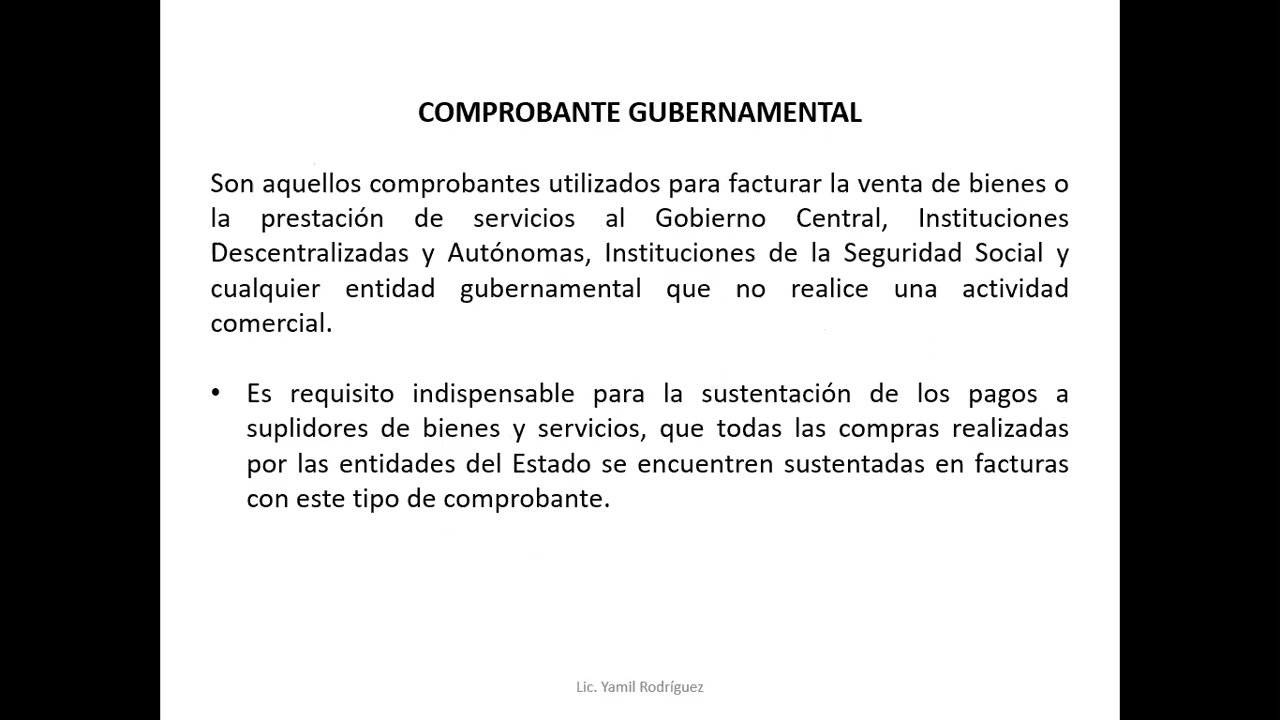 COMPROBANTE GUBERNAMENTAL
Son aquellos comprobantes utilizados para facturar la venta de bienes o
la prestación de servicios al Gobierno Central, Instituciones
Descentralizadas y Autónomas, Instituciones de la Seguridad Social y
cualquier entidad gubernamental que no realice una actividad
comercial.
• Es requisito indispensable para la sustentación de los pagos a
suplidores de bienes y servicios, que todas las compras realizadas
por las entidades del Estado se encuentren sustentadas en facturas
con este tipo de comprobante.
Lic. Yamil Rodríguez